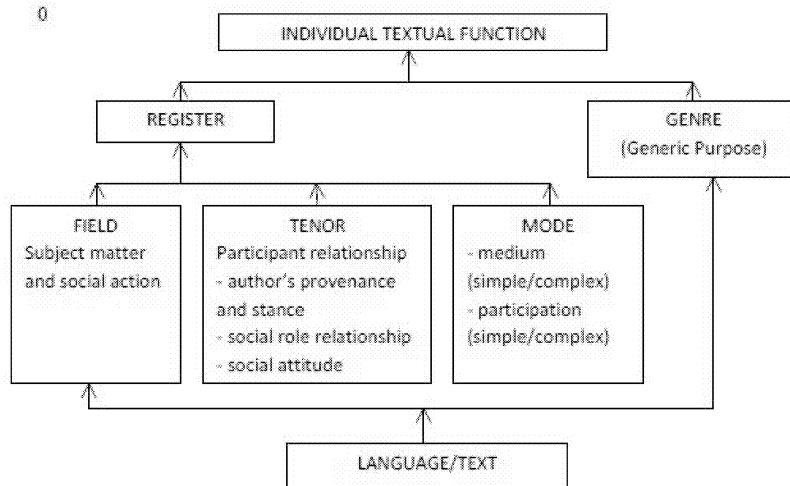 0
INDIVIDUAL TEXTUAL FUNCTION
REGISTER
GENRE
(Generic Purpose)
FIELD
Subject matter
and social action
TENOR
Participant relationship
- author's provenance
and stance
- social role relationship
- social attitude
MODE
- medium
(simple/complex)
- participation
(simple/complex)
LANGUAGE/TEXT